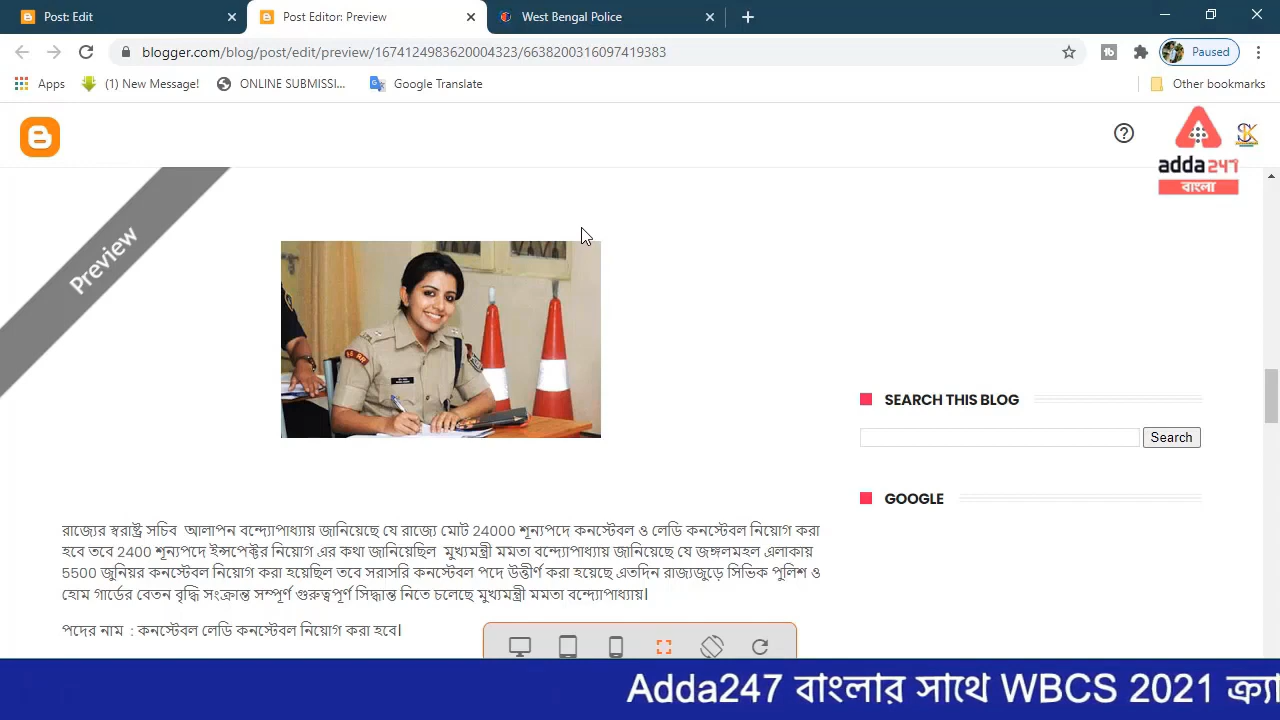 Post: Edit
Post Editor: Preview
West Bengal Police
blogger.com/blog/post/edit/preview/1674124983620004323/6638200316097419383
Paused
Apps
(1) New Message!
ONLINE SUBMISSI...
Google Translate
Other bookmarks
adda247
বাংলা
Preview
SEARCH THIS BLOG
Search
GOOGLE
রাজ্যের স্বরাষ্ট্র সচিব আলাপন বন্দ্যোপাধ্যায় জানিয়েছে যে রাজ্যে মোট 24000 শূন্যপদে কনস্টেবল ও লেডি কনস্টেবল নিয়োগ করা
হবে তবে 2400 শূন্যপদে ইন্সপেক্টর নিয়োগ এর কথা জানিয়েছিল মুখ্যমন্ত্রী মমতা বন্দ্যোপাধ্যায় জানিয়েছে যে জঙ্গলমহল এলাকায়
5500 জুনিয়র কনস্টেবল নিয়োগ করা হয়েছিল তবে সরাসরি কনস্টেবল পদে উত্তীর্ণ করা হয়েছে এতদিন রাজ্যজুড়ে সিভিক পুলিশ ও
হোম গার্ডের বেতন বৃদ্ধি সংক্রান্ত সম্পূর্ণ গুরুত্বপূর্ণ সিদ্ধান্ত নিতে চলেছে মুখ্যমন্ত্রী মমতা বন্দ্যোপাধ্যায়।
পদের নাম : কনস্টেবল লেডি কনস্টেবল নিয়োগ করা হবে।
Adda247 বাংলার সাথে WBCS 2021 ক্র্যা